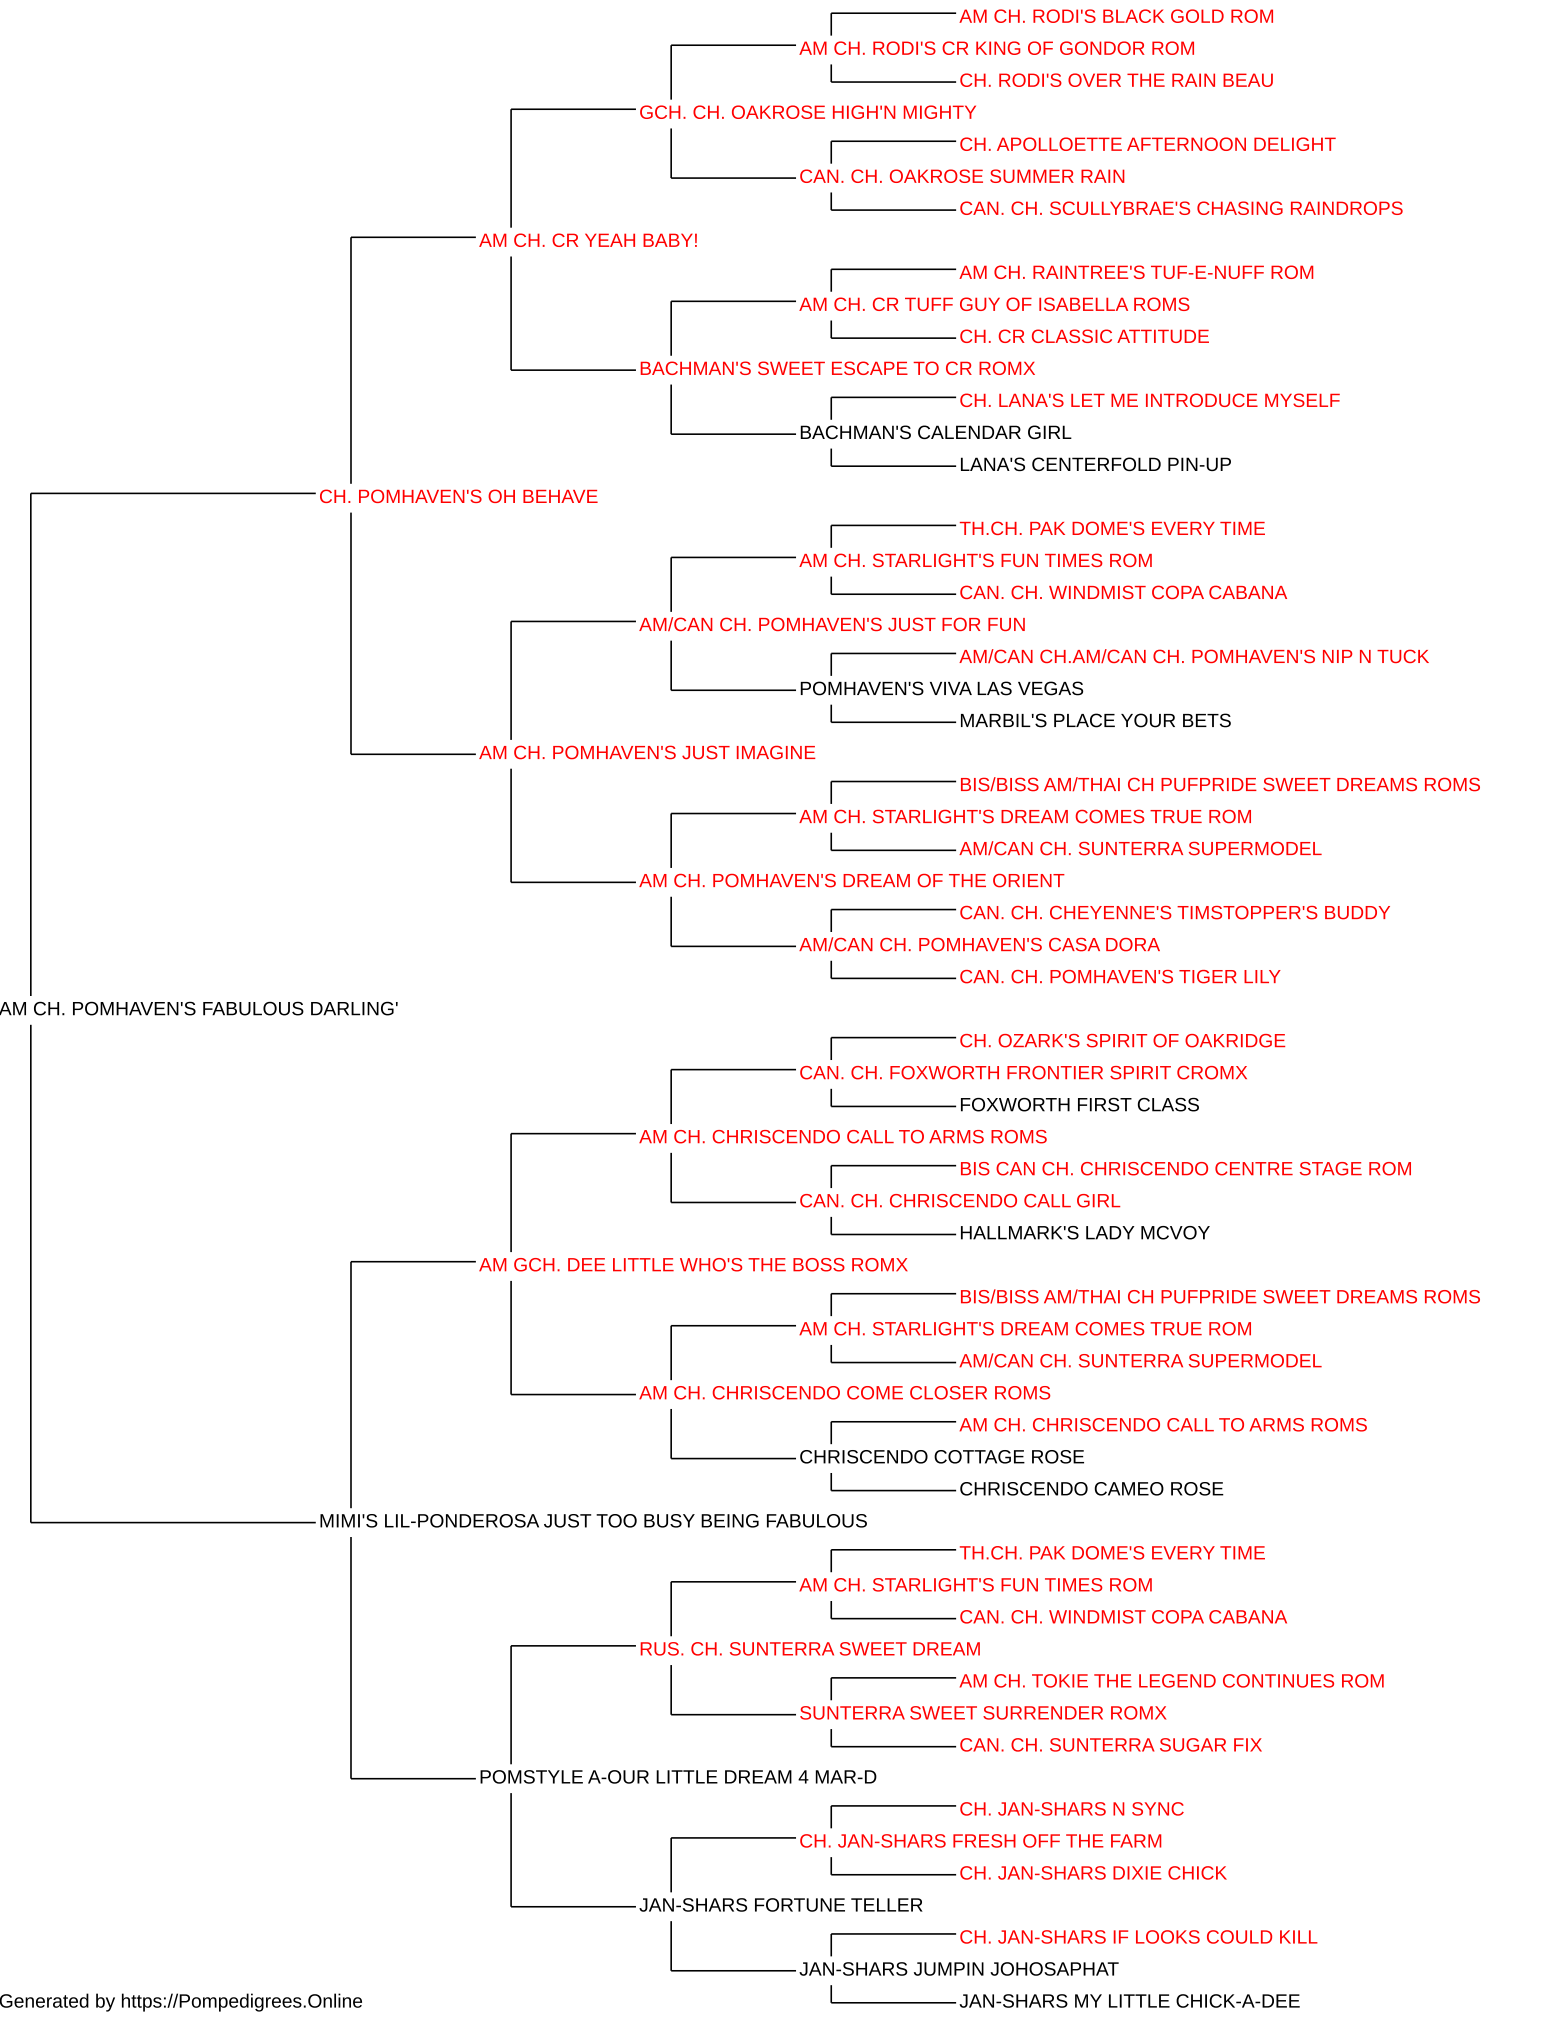 AM CH. RODI'S BLACK GOLD ROM
AM CH. RODI'S CR KING OF GONDOR ROM
CH. RODI'S OVER THE RAIN BEAU
GCH. CH. OAKROSE HIGH'N MIGHTY
CH. APOLLOETTE AFTERNOON DELIGHT
CAN. CH. OAKROSE SUMMER RAIN
CAN. CH. SCULLYBRAE'S CHASING RAINDROPS
AM CH. CR YEAH BABY!
AM CH. RAINTREE'S TUF-E-NUFF ROM
AM CH. CR TUFF GUY OF ISABELLA ROMS
CH. CR CLASSIC ATTITUDE
BACHMAN'S SWEET ESCAPE TO CR ROMX
CH. LANA'S LET ME INTRODUCE MYSELF
BACHMAN'S CALENDAR GIRL
LANA'S CENTERFOLD PIN-UP
CH. POMHAVEN'S OH BEHAVE
TH.CH. PAK DOME'S EVERY TIME
AM CH. STARLIGHT'S FUN TIMES ROM
CAN. CH. WINDMIST COPA CABANA
AM/CAN CH. POMHAVEN'S JUST FOR FUN
AM/CAN CH.AM/CAN CH. POMHAVEN'S NIP N TUCK
POMHAVEN'S VIVA LAS VEGAS
MARBIL'S PLACE YOUR BETS
AM CH. POMHAVEN'S JUST IMAGINE
BIS/BISS AM/THAI CH PUFPRIDE SWEET DREAMS ROMS
AM CH. STARLIGHT'S DREAM COMES TRUE ROM
AM/CAN CH. SUNTERRA SUPERMODEL
AM CH. POMHAVEN'S DREAM OF THE ORIENT
CAN. CH. CHEYENNE'S TIMSTOPPER'S BUDDY
AM/CAN CH. POMHAVEN'S CASA DORA
CAN. CH. POMHAVEN'S TIGER LILY
AM CH. POMHAVEN'S FABULOUS DARLING'
CH. OZARK'S SPIRIT OF OAKRIDGE
CAN. CH. FOXWORTH FRONTIER SPIRIT CROMX
FOXWORTH FIRST CLASS
AM CH. CHRISCENDO CALL TO ARMS ROMS
BIS CAN CH. CHRISCENDO CENTRE STAGE ROM
CAN. CH. CHRISCENDO CALL GIRL
HALLMARK'S LADY MCVOY
AM GCH. DEE LITTLE WHO'S THE BOSS ROMX
BIS/BISS AM/THAI CH PUFPRIDE SWEET DREAMS ROMS
AM CH. STARLIGHT'S DREAM COMES TRUE ROM
AM/CAN CH. SUNTERRA SUPERMODEL
AM CH. CHRISCENDO COME CLOSER ROMS
AM CH. CHRISCENDO CALL TO ARMS ROMS
CHRISCENDO COTTAGE ROSE
CHRISCENDO CAMEO ROSE
MIMI'S LIL-PONDEROSA JUST TOO BUSY BEING FABULOUS
TH.CH. PAK DOME'S EVERY TIME
AM CH. STARLIGHT'S FUN TIMES ROM
CAN. CH. WINDMIST COPA CABANA
RUS. CH. SUNTERRA SWEET DREAM
AM CH. TOKIE THE LEGEND CONTINUES ROM
SUNTERRA SWEET SURRENDER ROMX
CAN. CH. SUNTERRA SUGAR FIX
POMSTYLE A-OUR LITTLE DREAM 4 MAR-D
CH. JAN-SHARS N SYNC
CH. JAN-SHARS FRESH OFF THE FARM
CH. JAN-SHARS DIXIE CHICK
JAN-SHARS FORTUNE TELLER
CH. JAN-SHARS IF LOOKS COULD KILL
JAN-SHARS JUMPIN JOHOSAPHAT
JAN-SHARS MY LITTLE CHICK-A-DEE
Generated by https://Pompedigrees.Online